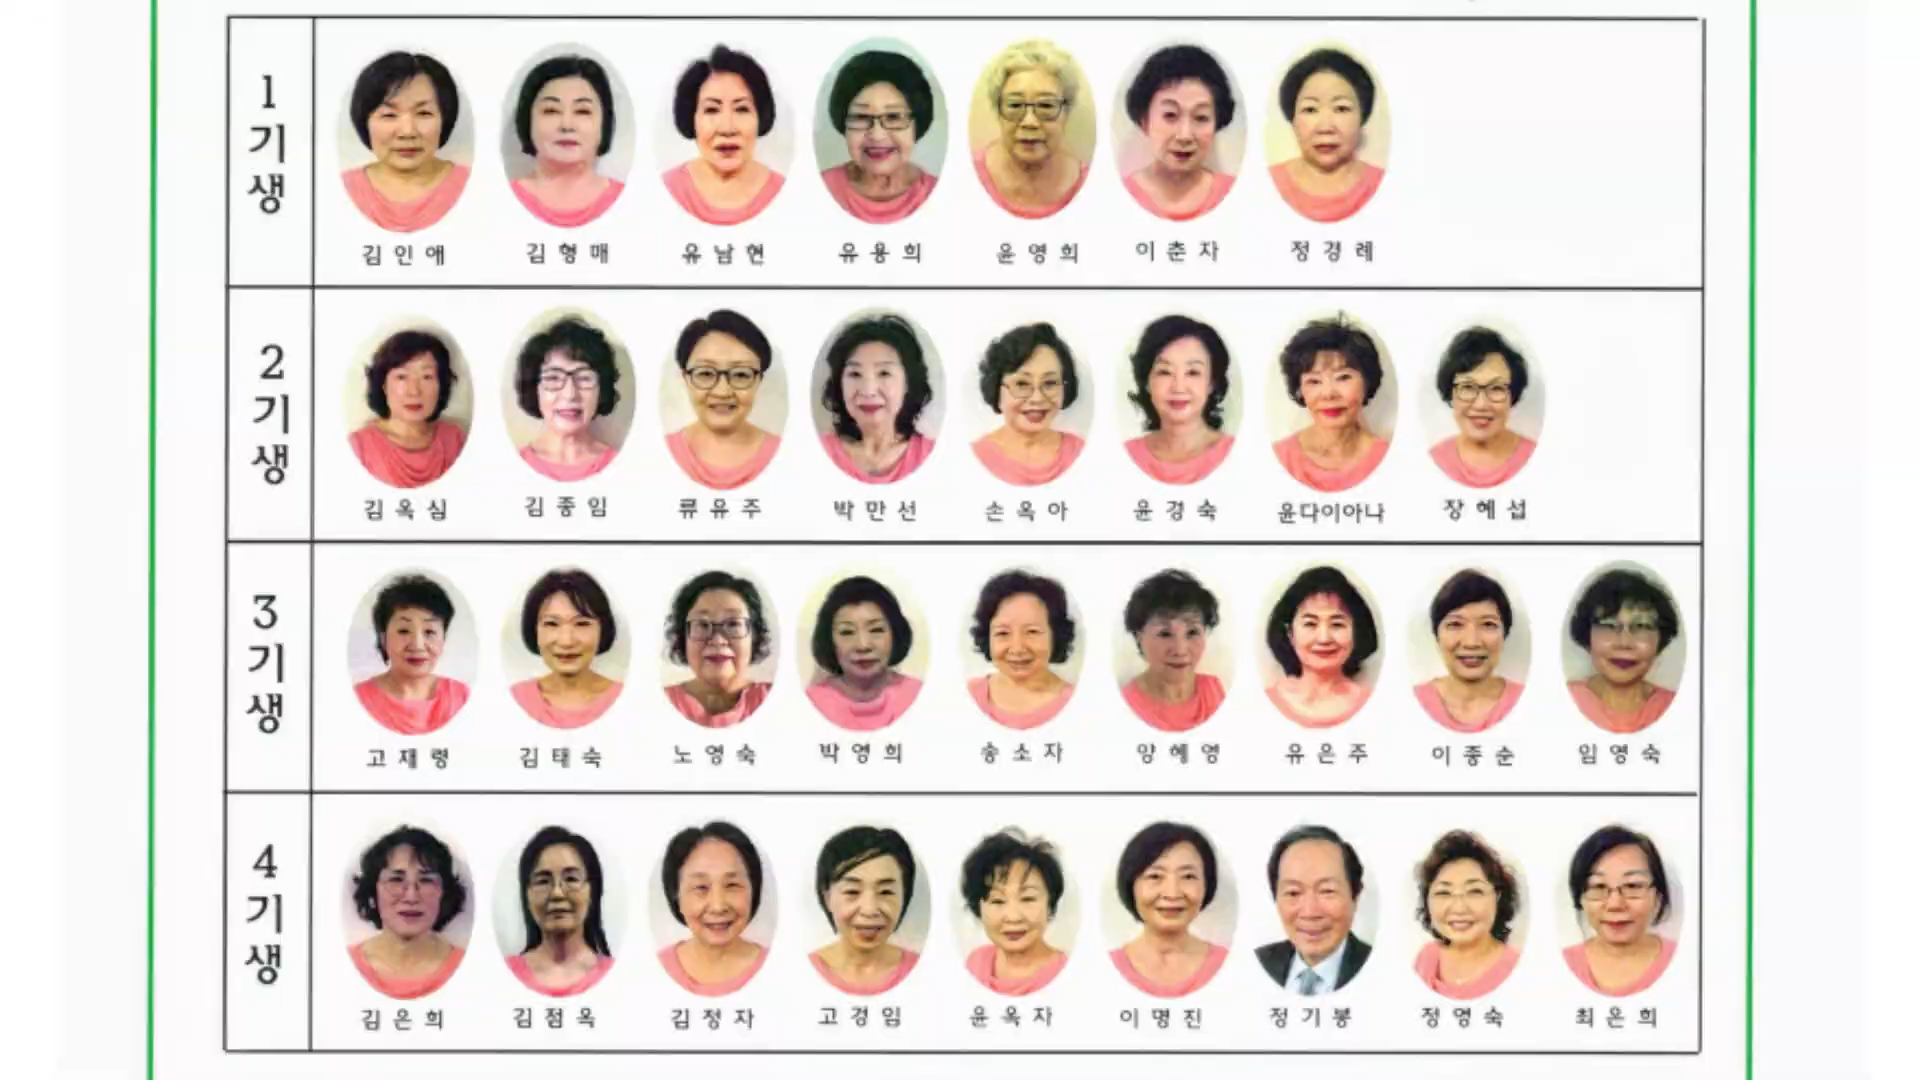 1기생
김인애 김형매 유남현 유용희 윤영희 이춘자 정경례
2기생
김옥심 김종임 류유주 박만선 손옥아 윤경숙 윤다이아나 장혜섭
3기생
고재령 김태숙 노영숙 박영희 송소자 양혜영 유은주 이종순 임영숙
4기생
김은희 김점옥 김정자 고경임 윤옥자 이명진 정기봉 정영숙 최은희